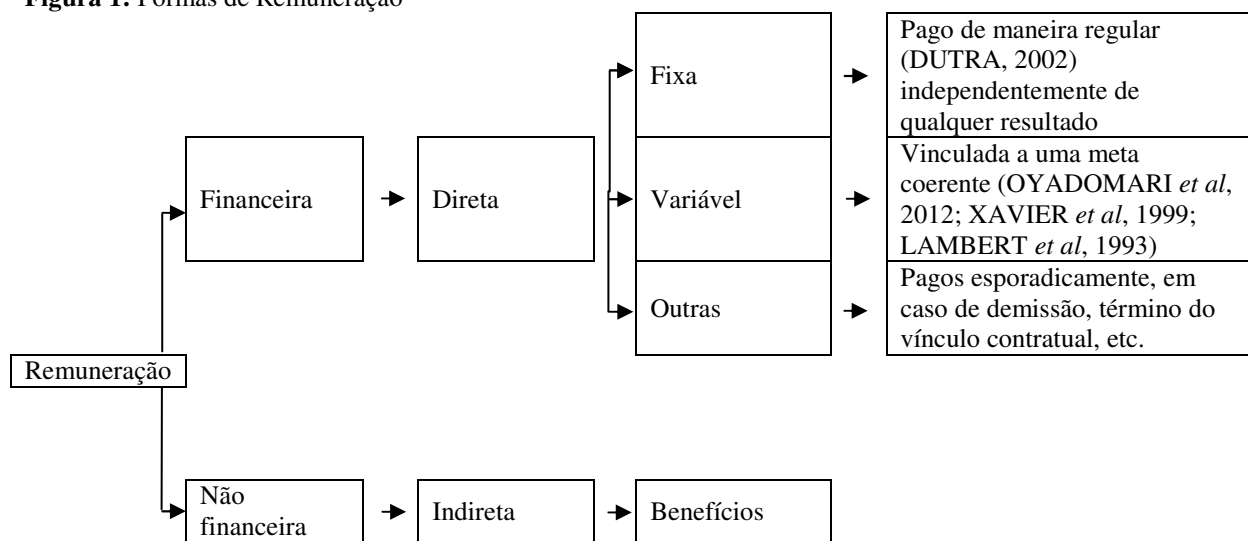 Figura 1: Formas de Remuneração
Pago de maneira regular
(DUTRA, 2002)
independentemente de
qualquer resultado
Fixa
Vinculada a uma meta
coerente (OYADOMARI et al,
2012; XAVIER et al, 1999;
LAMBERT et al, 1993)
Financeira
Direta
Variável
Pagos esporadicamente, em
caso de demissão, término do
vínculo contratual, etc.
Outras
Remuneração
Não
financeira
Indireta
Benefícios